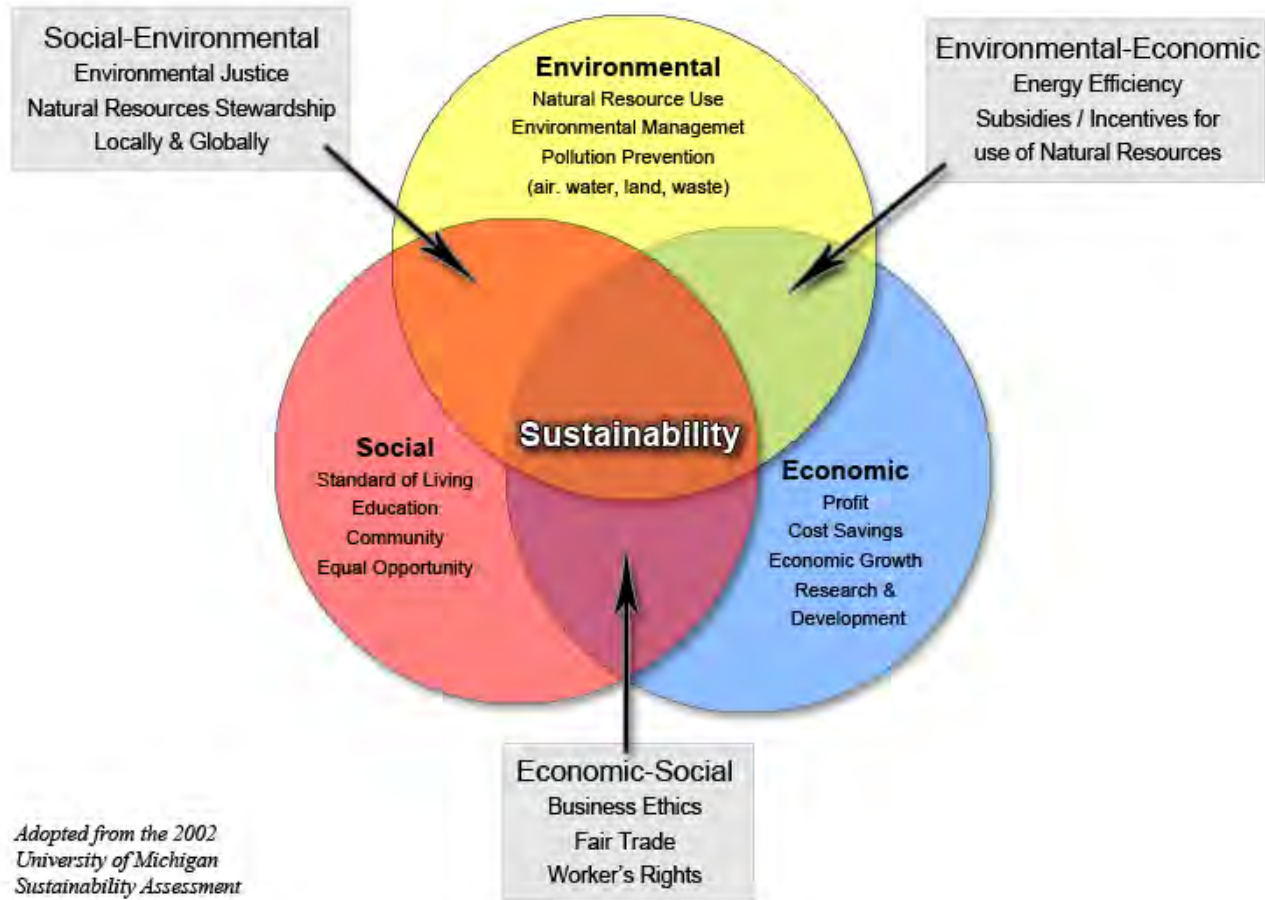 Social-Environmental
Environmental Justice
Natural Resources Stewardship
Locally & Globally
Environmental
Natural Resource Use
Environmental Managemet
Pollution Prevention
(air. water, land, waste)
Environmental-Economic
Energy Efficiency
Subsidies / Incentives for
use of Natural Resources
Sustainability
Social
Standard of Living
Education
Community
Equal Opportunity
Economic
Profit
Cost Savings
Economic Growth
Research &
Development
Economic-Social
Business Ethics
Fair Trade
Worker's Rights
Adopted from the 2002
University of Michigan
Sustainability Assessment